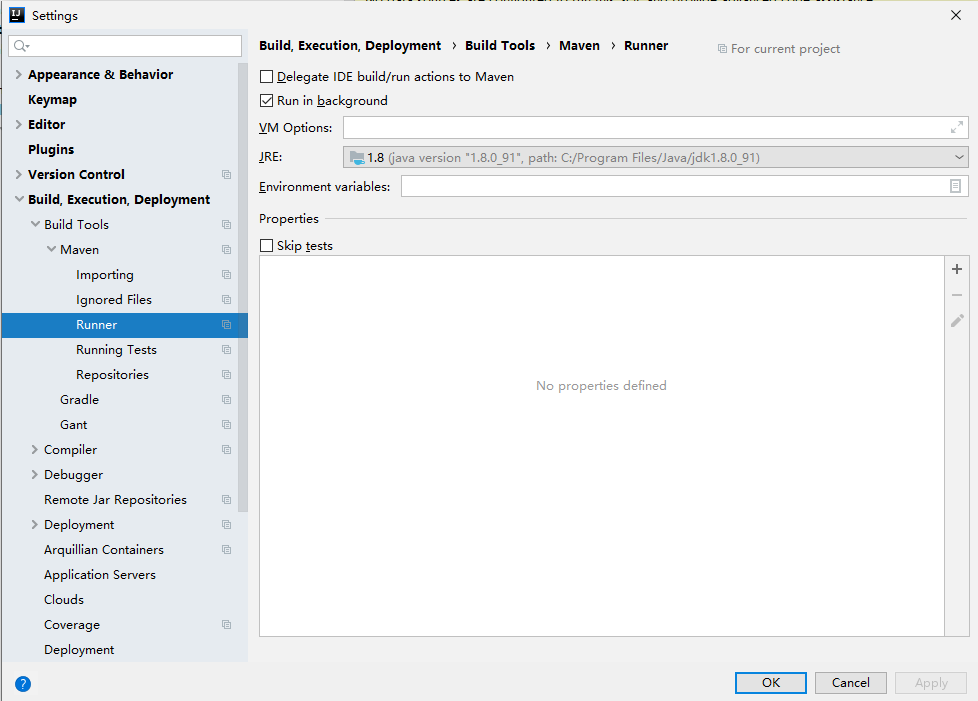 Settings
Build, Execution, Deployment › Build Tools › Maven › Runner
For current project
Appearance & Behavior
Keymap
Editor
Plugins
Version Control
Build, Execution, Deployment
Build Tools
Maven
Importing
Ignored Files
Runner
Running Tests
Repositories
Gradle
Gant
Compiler
Debugger
Remote Jar Repositories
Deployment
Arquillian Containers
Application Servers
Clouds
Coverage
Deployment
Delegate IDE build/run actions to Maven
Run in background
VM Options:
JRE: 1.8 (java version "1.8.0_91", path: C:/Program Files/Java/jdk1.8.0_91)
Environment variables:
Properties
Skip tests
No properties defined
?
OK Cancel Apply